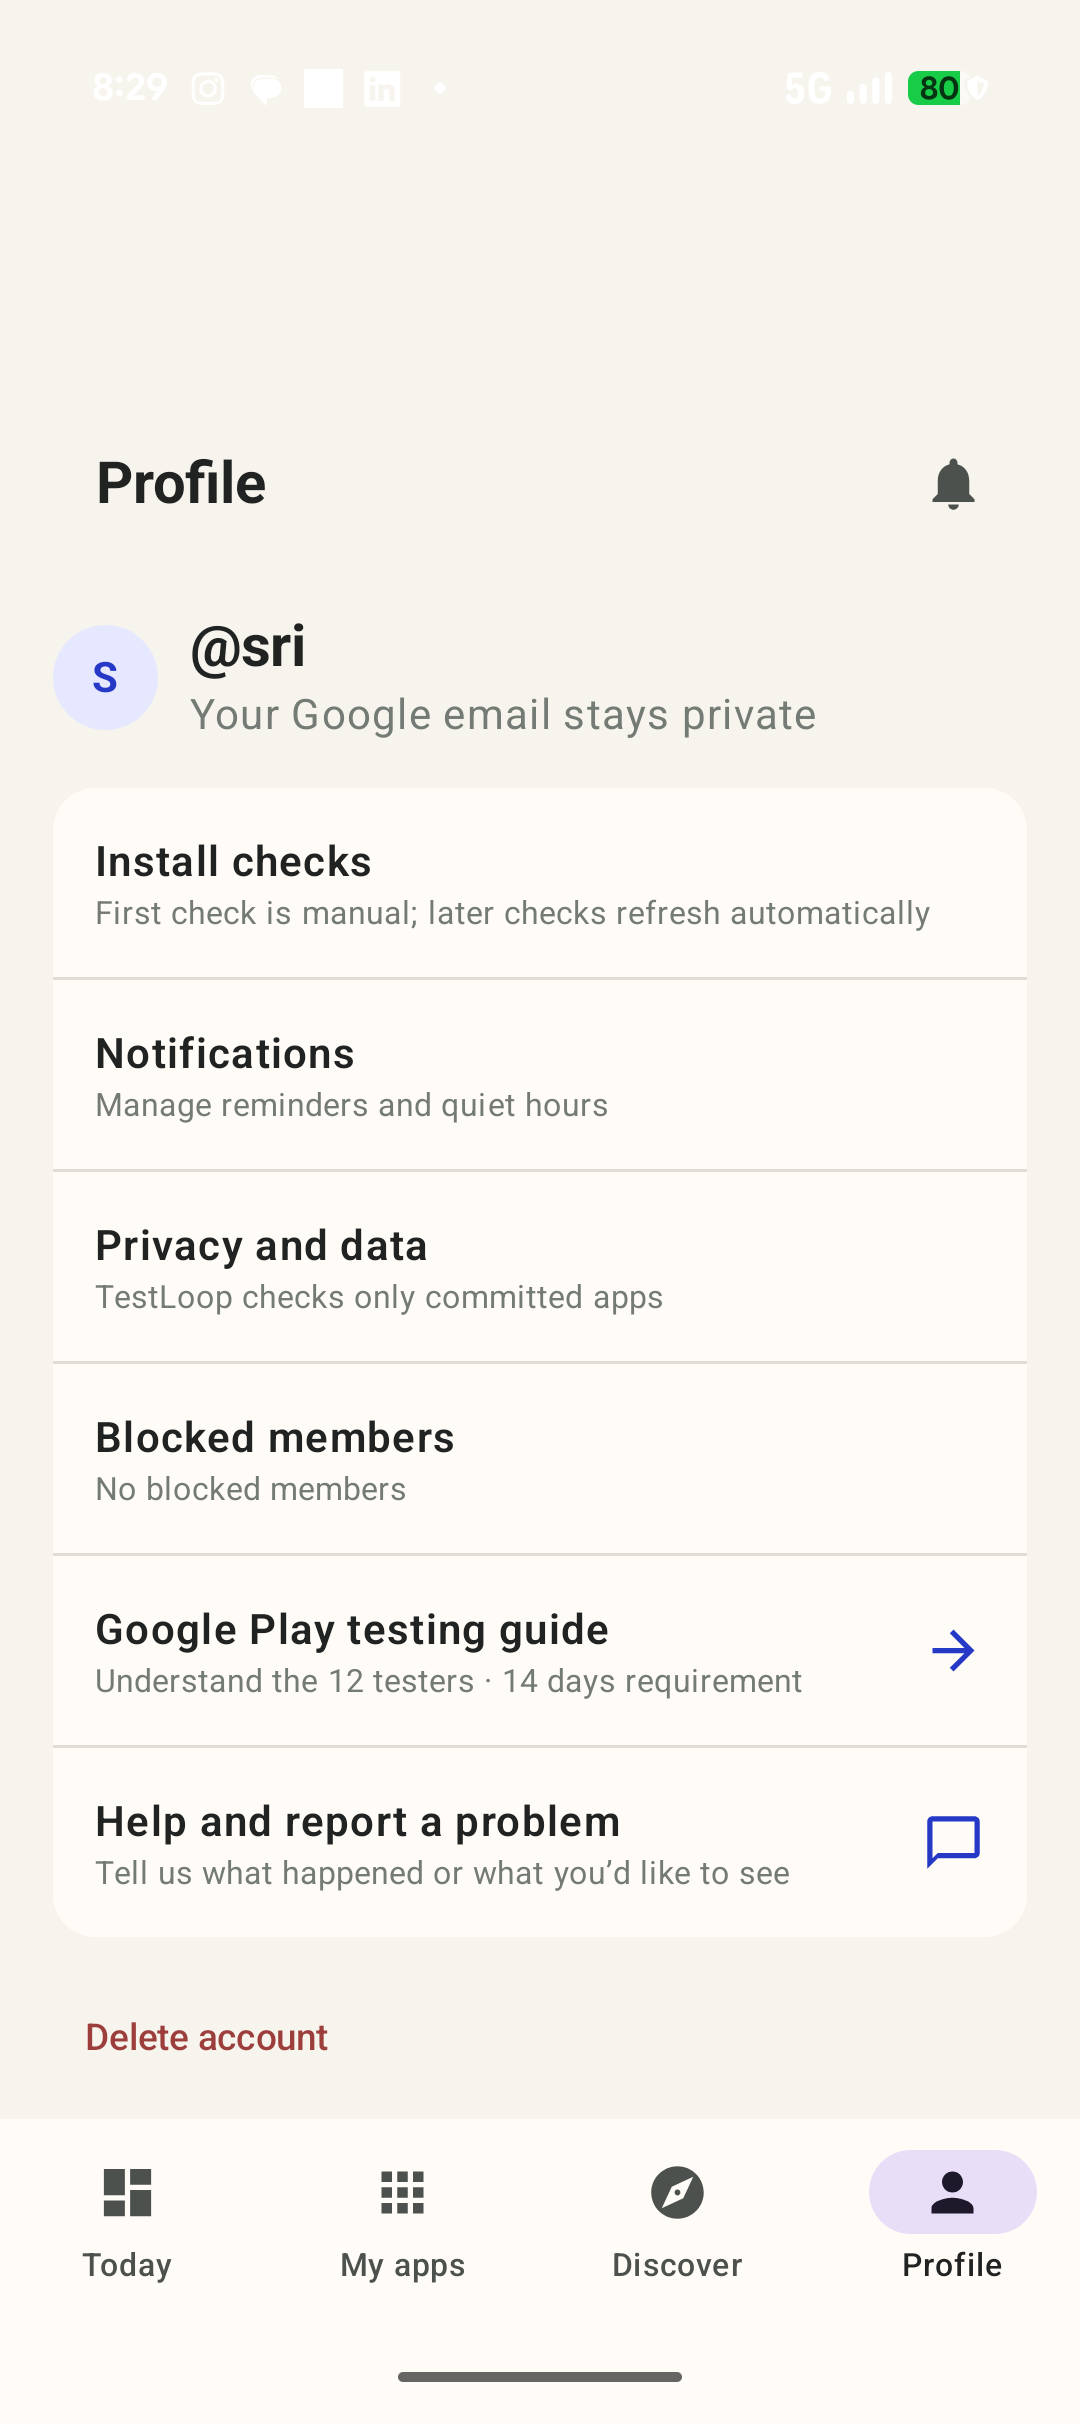 8:29
5G
80
Profile
S
@sri
Your Google email stays private
Install checks
First check is manual; later checks refresh automatically
Notifications
Manage reminders and quiet hours
Privacy and data
TestLoop checks only committed apps
Blocked members
No blocked members
Google Play testing guide
Understand the 12 testers · 14 days requirement
Help and report a problem
Tell us what happened or what you’d like to see
Delete account
Today
My apps
Discover
Profile